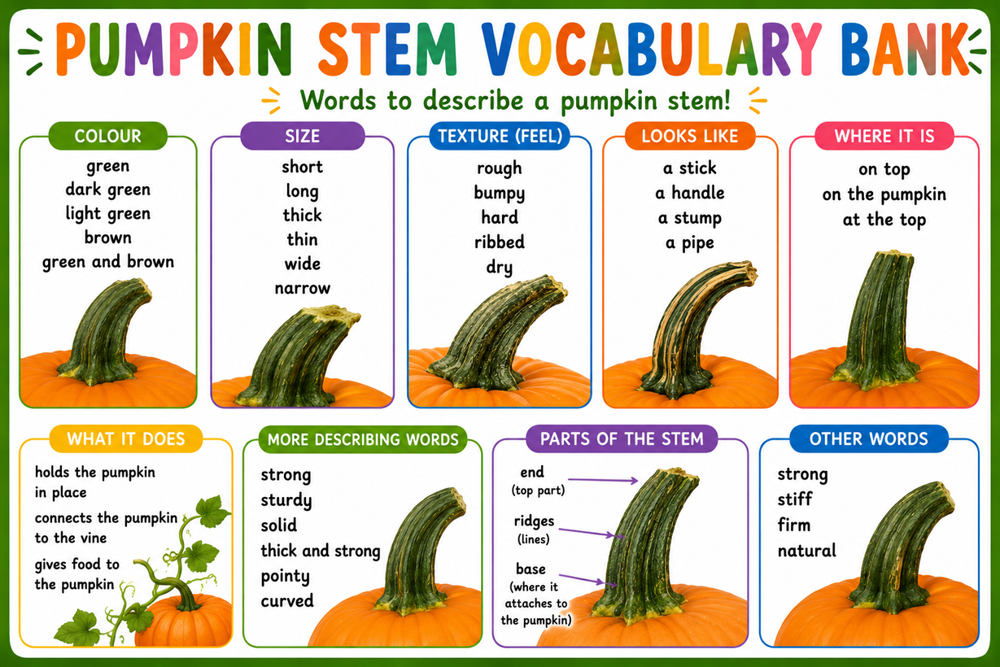 PUMPKIN STEM VOCABULARY BANK
Words to describe a pumpkin stem!
COLOUR
green
dark green
light green
brown
green and brown
SIZE
short
long
thick
thin
wide
narrow
TEXTURE (FEEL)
rough
bumpy
hard
ribbed
dry
LOOKS LIKE
a stick
a handle
a stump
a pipe
WHERE IT IS
on top
on the pumpkin
at the top
WHAT IT DOES
holds the pumpkin
in place
connects the pumpkin
to the vine
gives food to
the pumpkin
MORE DESCRIBING WORDS
strong
sturdy
solid
thick and strong
pointy
curved
PARTS OF THE STEM
end
(top part)
ridges
(lines)
base
(where it
attaches to
the pumpkin)
OTHER WORDS
strong
stiff
firm
natural